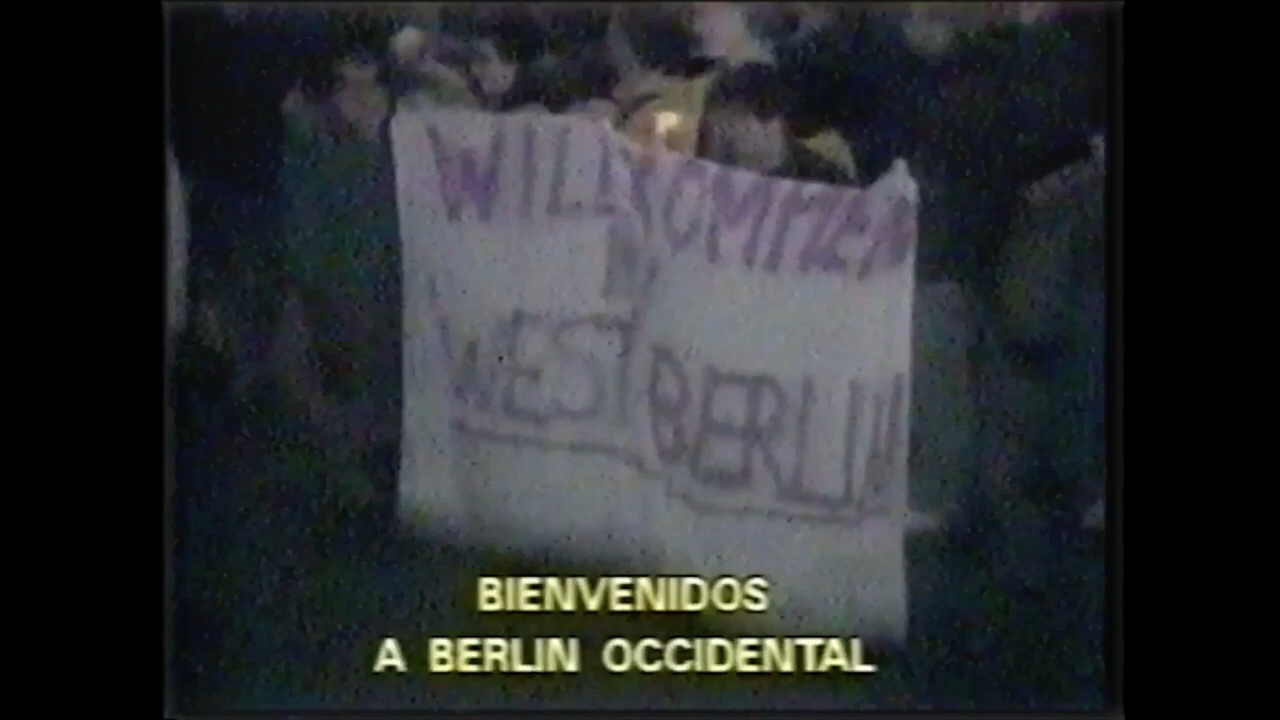 WILLKOMMEN
IN
WEST BERLIN
BIENVENIDOS
A BERLIN OCCIDENTAL